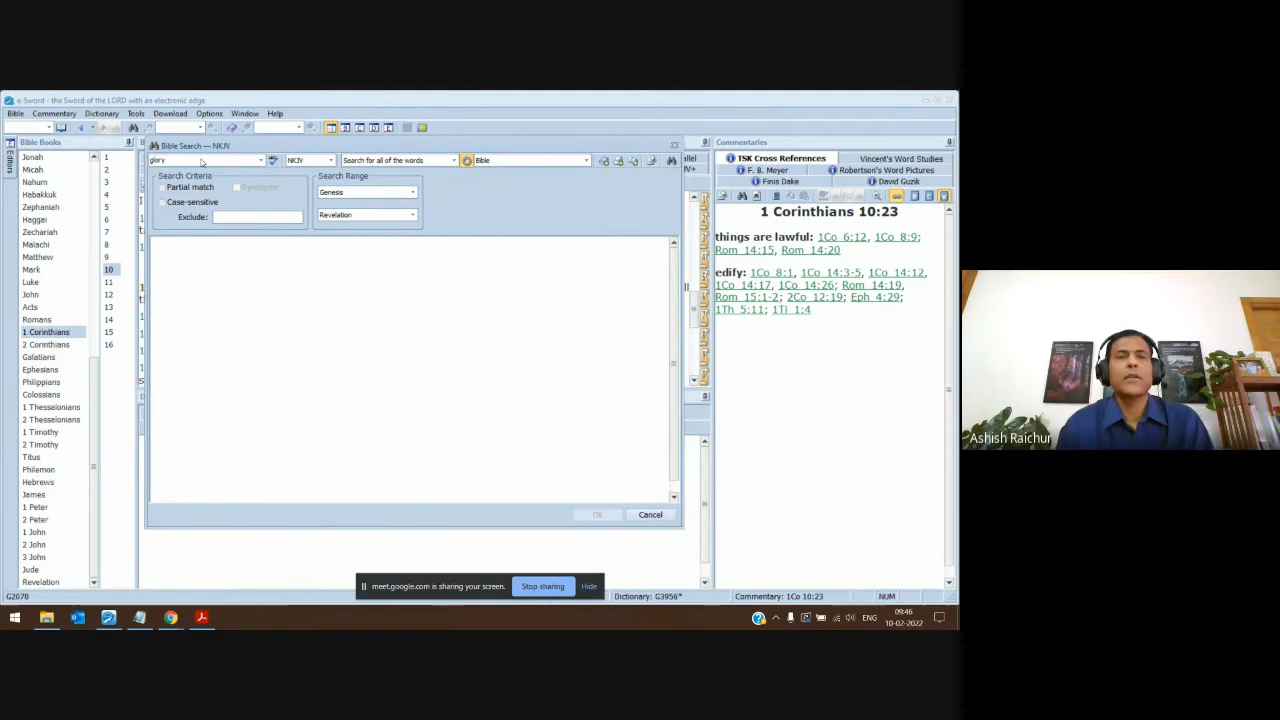 e-Sword - the Sword of the LORD with an electronic edge
Bible Commentary Dictionary Tools Download Options Window Help
Bible Books
Editors
Jonah
Micah
Nahum
Habakkuk
Zephaniah
Haggai
Zechariah
Malachi
Matthew
Mark
Luke
John
Acts
Romans
1 Corinthians
2 Corinthians
Galatians
Ephesians
Philippians
Colossians
1 Thessalonians
2 Thessalonians
1 Timothy
2 Timothy
Titus
Philemon
Hebrews
James
1 Peter
2 Peter
1 John
2 John
3 John
Jude
Revelation
1
2
3
4
5
6
7
8
9
10
11
12
13
14
15
16
Bible Search — NKJV
glory NKJV Search for all of the words Bible
Search Criteria
Partial match Synonyms
Case-sensitive
Exclude:
Search Range
Genesis
Revelation
OK Cancel
Commentaries
TSK Cross References Vincent's Word Studies
F. B. Meyer Robertson's Word Pictures
Finis Dake David Guzik
1 Corinthians 10:23
things are lawful: 1Co 6:12, 1Co 8:9;
Rom 14:15, Rom 14:20
edify: 1Co 8:1, 1Co 14:3-5, 1Co 14:12,
1Co 14:17, 1Co 14:26; Rom 14:19,
Rom 15:1-2; 2Co 12:19; Eph 4:29;
1Th 5:11; 1Ti 1:4
meet.google.com is sharing your screen. Stop sharing Hide
G2070 Dictionary: G3956* Commentary: 1Co 10:23 NUM
ENG
09:46
10-02-2022
Ashish Raichur